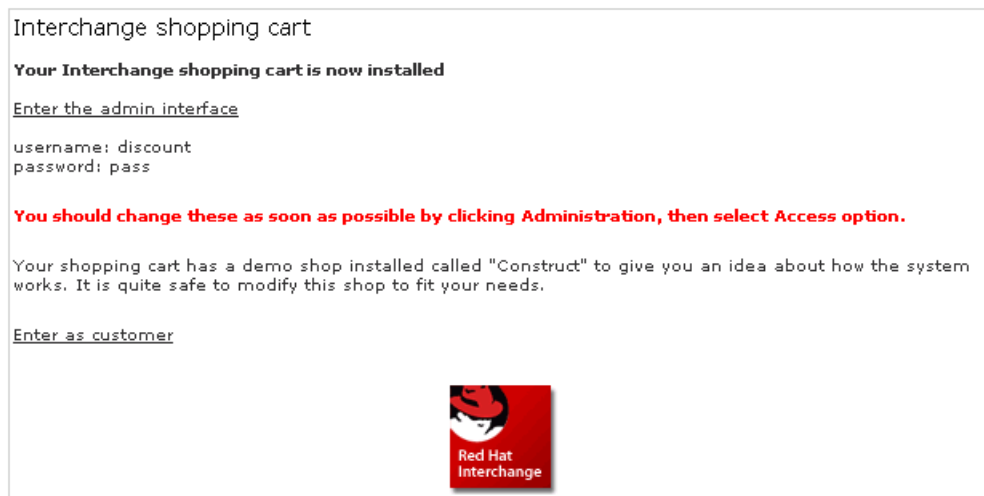 Interchange shopping cart
Your Interchange shopping cart is now installed
Enter the admin interface
username: discount
password: pass
You should change these as soon as possible by clicking Administration, then select Access option.
Your shopping cart has a demo shop installed called "Construct" to give you an idea about how the system
works. It is quite safe to modify this shop to fit your needs.
Enter as customer
Red Hat
Interchange